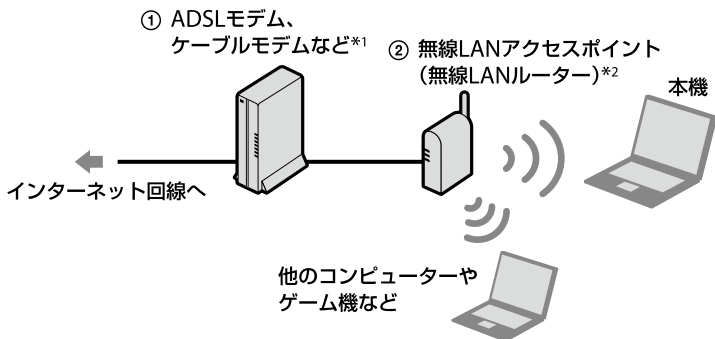 ① ADSLモデム、
ケーブルモデムなど*1
② 無線LANアクセスポイント
（無線LANルーター）*2
本機
インターネット回線へ
他のコンピューターや
ゲーム機など